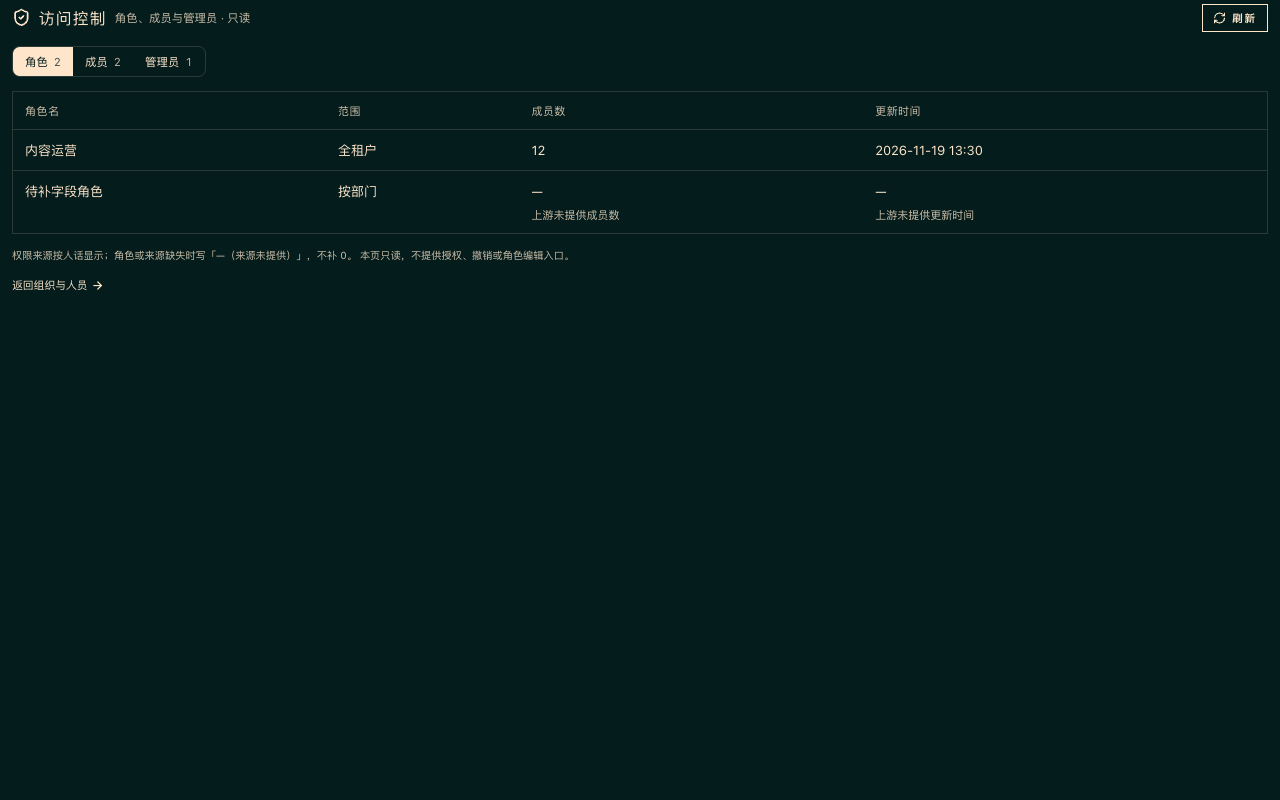 访问控制 角色、成员与管理员 · 只读 刷新
角色 2 成员 2 管理员 1
角色名 范围 成员数 更新时间
内容运营 全租户 12 2026-11-19 13:30
待补字段角色 按部门 — —
上游未提供成员数 上游未提供更新时间
权限来源按人话显示；角色或来源缺失时写「—（来源未提供）」，不补 0。 本页只读，不提供授权、撤销或角色编辑入口。
返回组织与人员 →